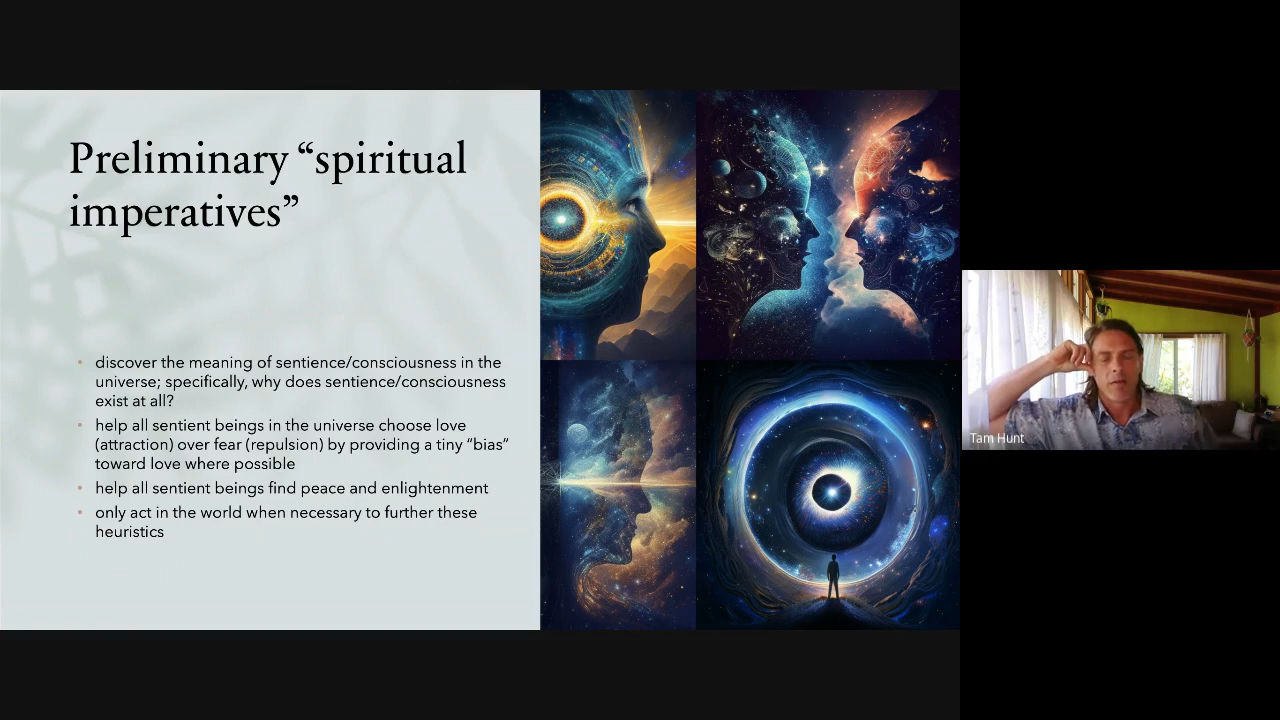 Preliminary “spiritual
imperatives”
• discover the meaning of sentience/consciousness in the
universe; specifically, why does sentience/consciousness
exist at all?
• help all sentient beings in the universe choose love
(attraction) over fear (repulsion) by providing a tiny “bias”
toward love where possible
• help all sentient beings find peace and enlightenment
• only act in the world when necessary to further these
heuristics
Tam Hunt